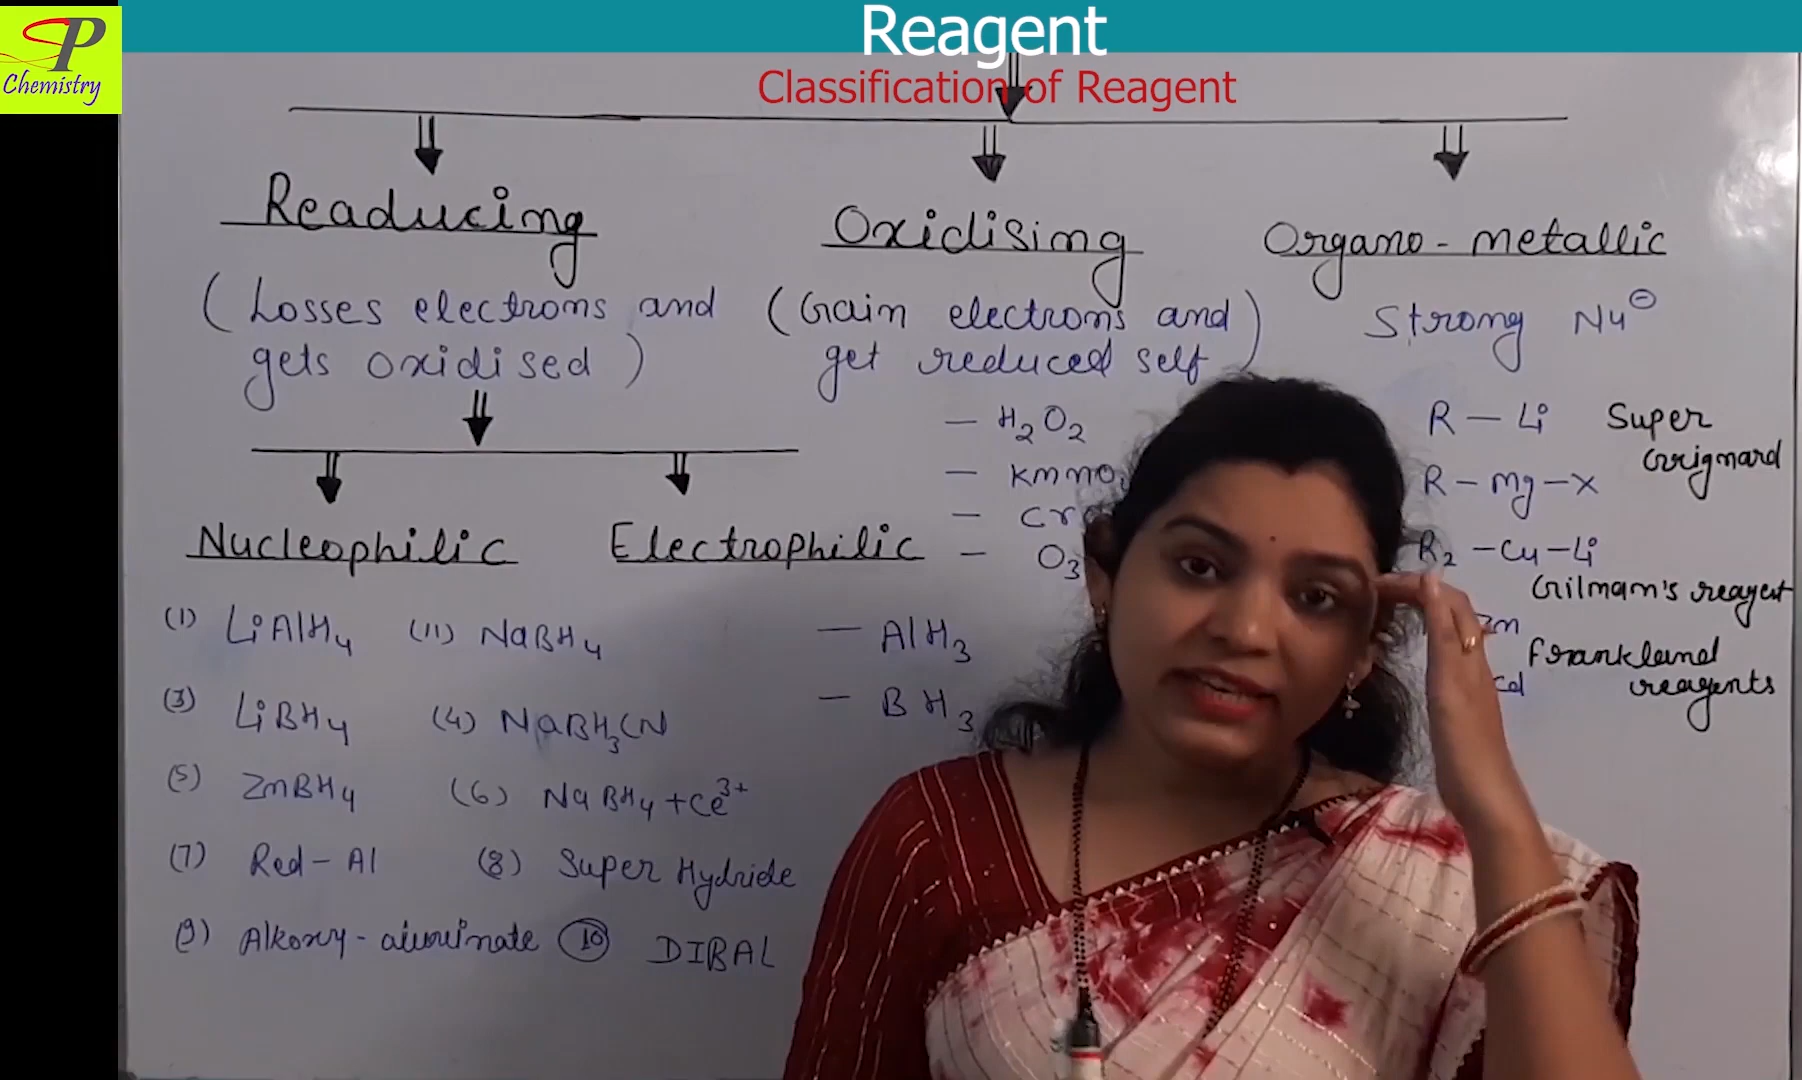 Reagent
Classification of Reagent
P
Chemistry
Readucing
Oxidising
Organo - metallic
(Losses electrons and
gets oxidised)
(Gain electrons and
get reduced self)
Strong Nu⊖
— H₂O₂
— KMnO
— Cr
— O₃
R — Li Super
Grignard
R — Mg — X
R₂ — Cu — Li
Gilman's reagent
Zn
Frankland
reagents
Cd
Nucleophilic
Electrophilic
(1) LiAlH₄ (11) NaBH₄
(3) LiBH₄ (4) NaBH₃CN
(5) ZnBH₄ (6) NaBH₄ + Ce³⁺
(7) Red - Al (8) Super Hydride
(9) Alkoxy - aluminate 10 DIBAL
— AlH₃
— BH₃